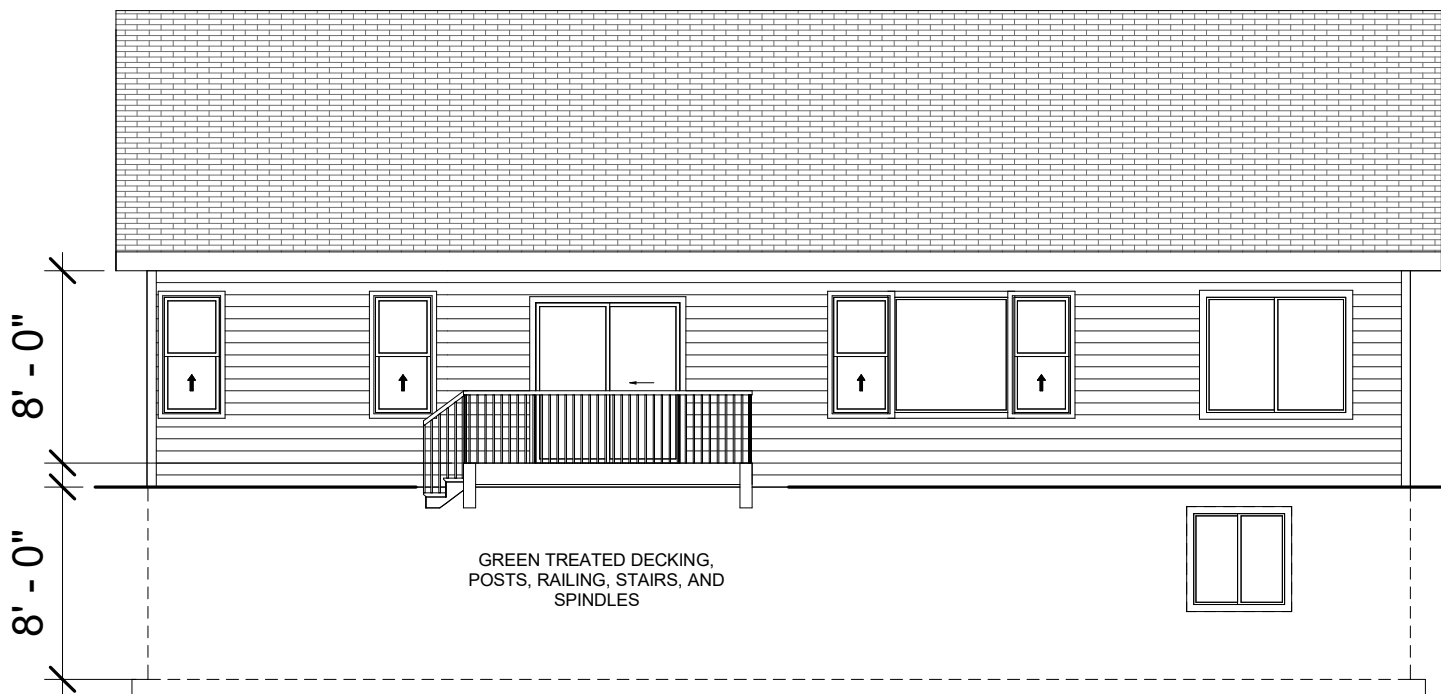 8' - 0"
8' - 0"
GREEN TREATED DECKING,
POSTS, RAILING, STAIRS, AND
SPINDLES